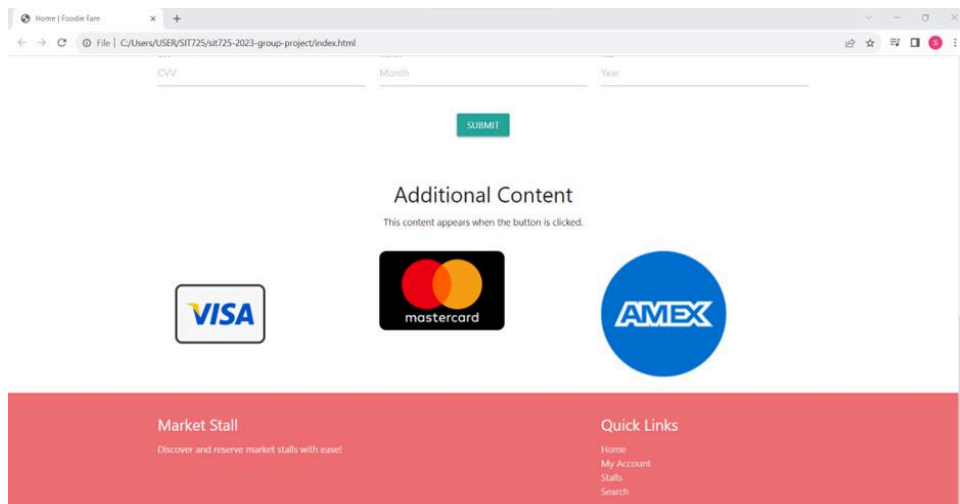 Home | Foodie Fare
File | C:/Users/USER/SIT725/sit725-2023-group-project/index.html
S
CVV Month Year
SUBMIT
Additional Content
This content appears when the button is clicked.
VISA
mastercard
AMEX
Market Stall Quick Links
Discover and reserve market stalls with ease! Home
My Account
Stalls
Search